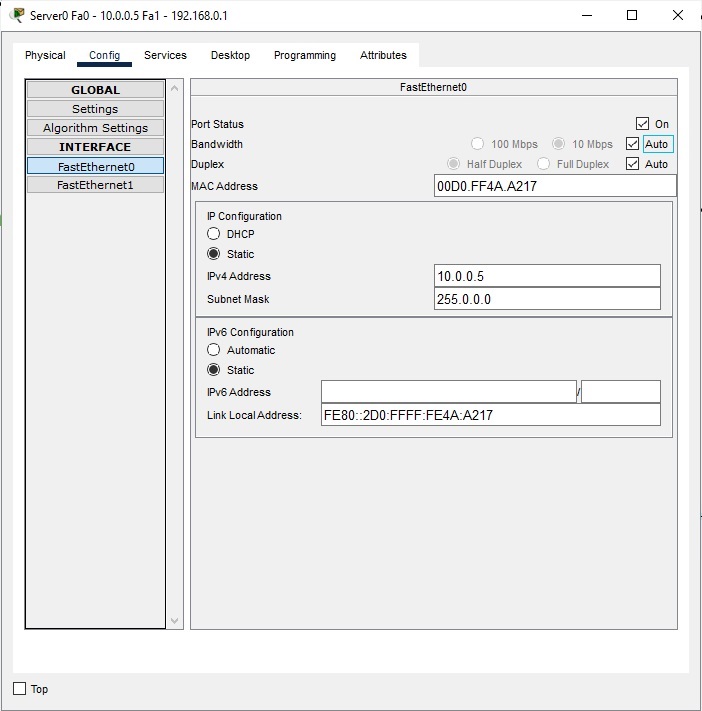 Server0 Fa0 - 10.0.0.5 Fa1 - 192.168.0.1
Physical Config Services Desktop Programming Attributes
GLOBAL
Settings
Algorithm Settings
INTERFACE
FastEthernet0
FastEthernet1
FastEthernet0
Port Status On
Bandwidth 100 Mbps 10 Mbps Auto
Duplex Half Duplex Full Duplex Auto
MAC Address 00D0.FF4A.A217
IP Configuration
DHCP
Static
IPv4 Address 10.0.0.5
Subnet Mask 255.0.0.0
IPv6 Configuration
Automatic
Static
IPv6 Address /
Link Local Address: FE80::2D0:FFFF:FE4A:A217
Top